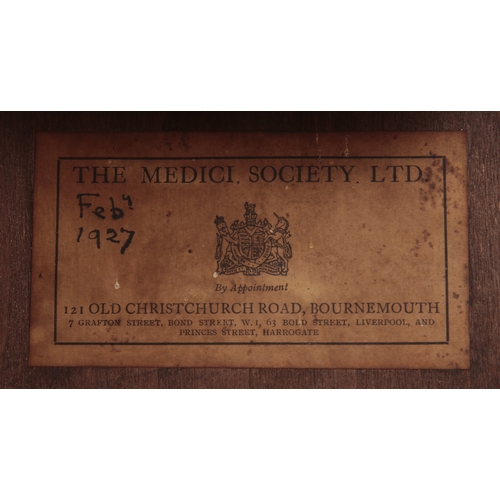 THE MEDICI. SOCIETY. LTD.
Feby
1927
By Appointment
121 OLD CHRISTCHURCH ROAD, BOURNEMOUTH
7 GRAFTON STREET, BOND STREET, W.1, 63 BOLD STREET, LIVERPOOL, AND
PRINCES STREET, HARROGATE